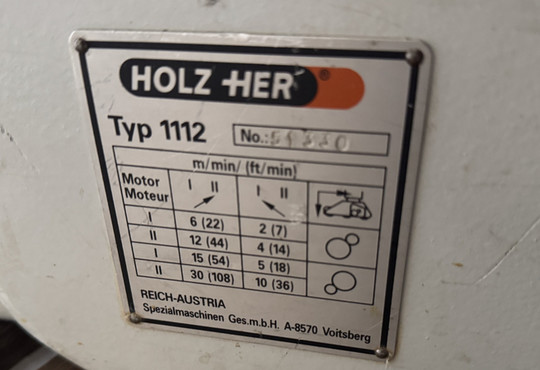 HOLZ-HER®
Typ 1112 No.:
m/min/ (ft/min)
Motor I II I II
Moteur
I 6 (22) 2 (7)
II 12 (44) 4 (14)
I 15 (54) 5 (18)
II 30 (108) 10 (36)
REICH-AUSTRIA
Spezialmaschinen Ges.m.b.H. A-8570 Voitsberg